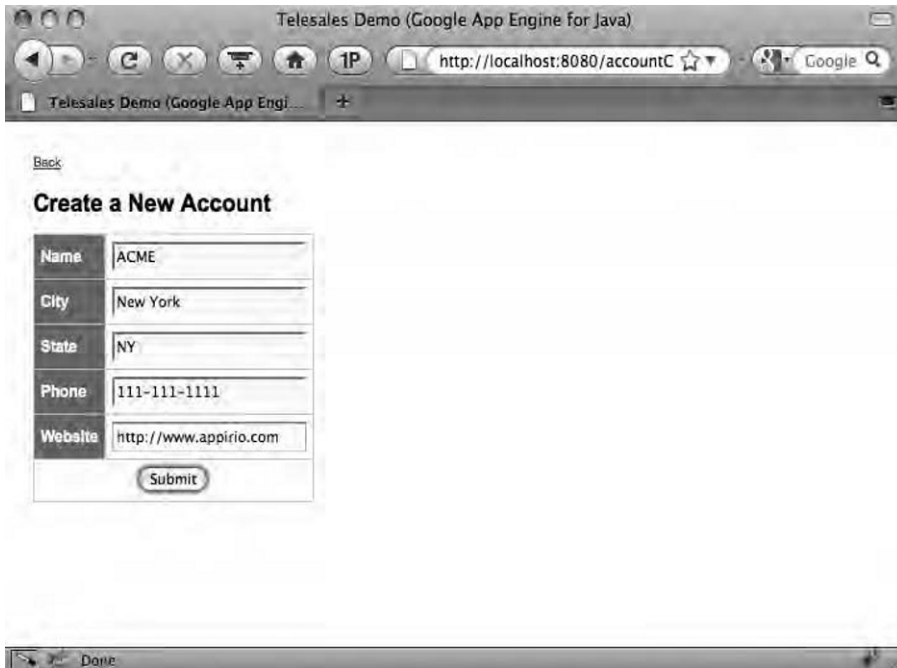 Telesales Demo (Google App Engine for Java)
1P
http://localhost:8080/accountC
Google
Telesales Demo (Google App Engi...
Back
Create a New Account
Name
ACME
City
New York
State
NY
Phone
111-111-1111
Website
http://www.appirio.com
Submit
Done